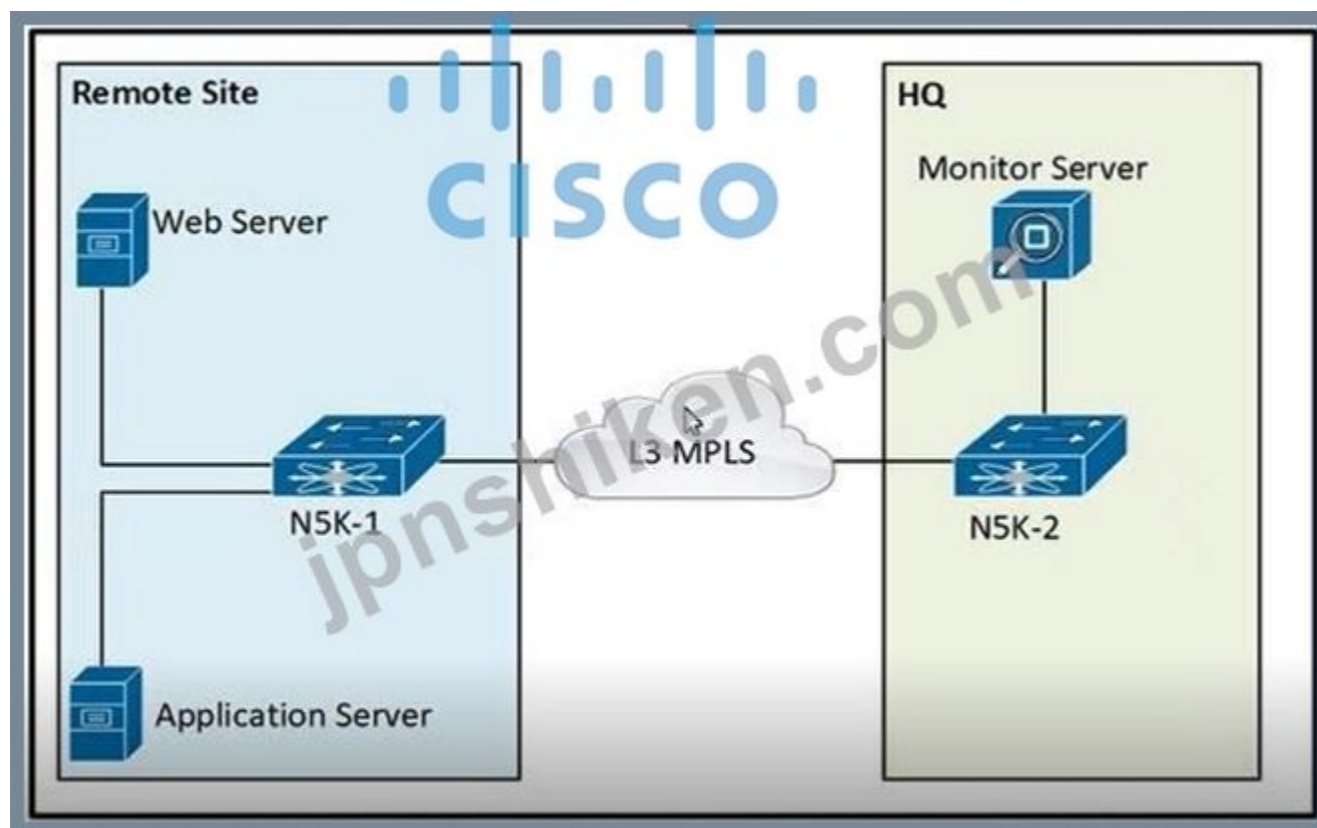 Remote Site
CISCO
HQ
Monitor Server
Web Server
L3 MPLS
N5K-1
N5K-2
Application Server
jpnshiken.com